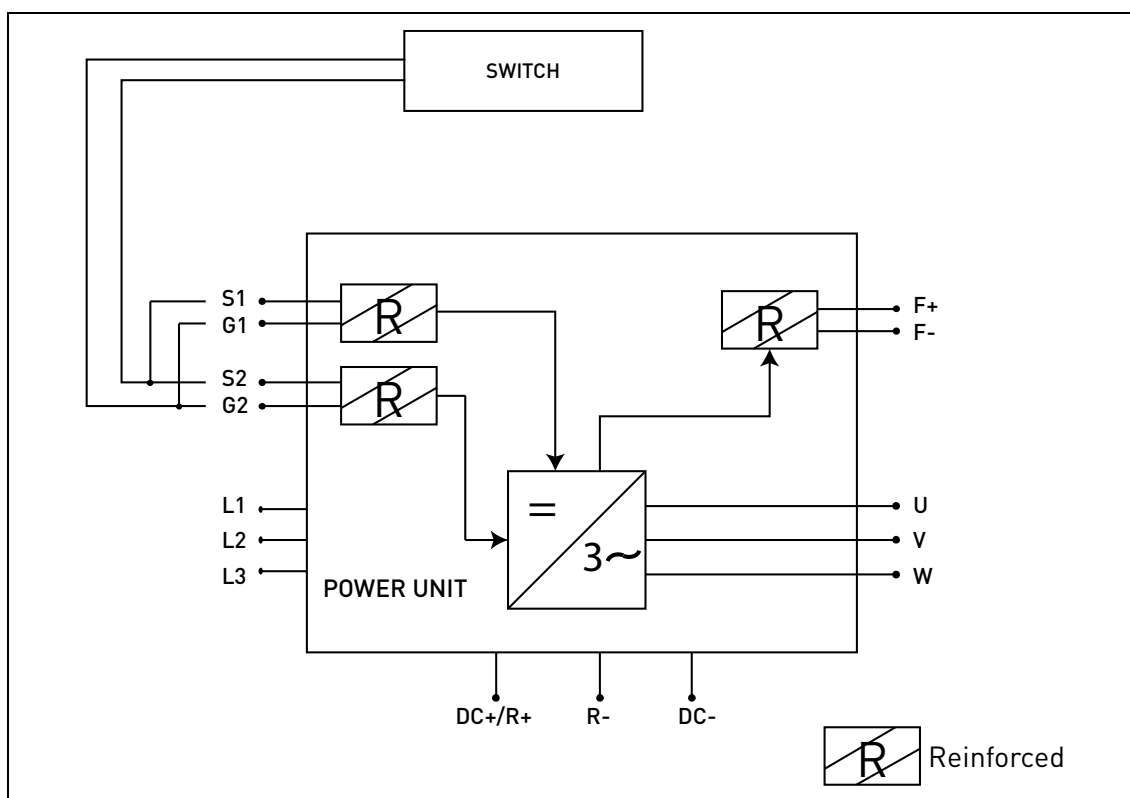 SWITCH
S1
G1
R
S2
G2
R
R
F+
F-
L1
L2
L3
POWER UNIT
=
3~
U
V
W
DC+/R+
R-
DC-
R Reinforced